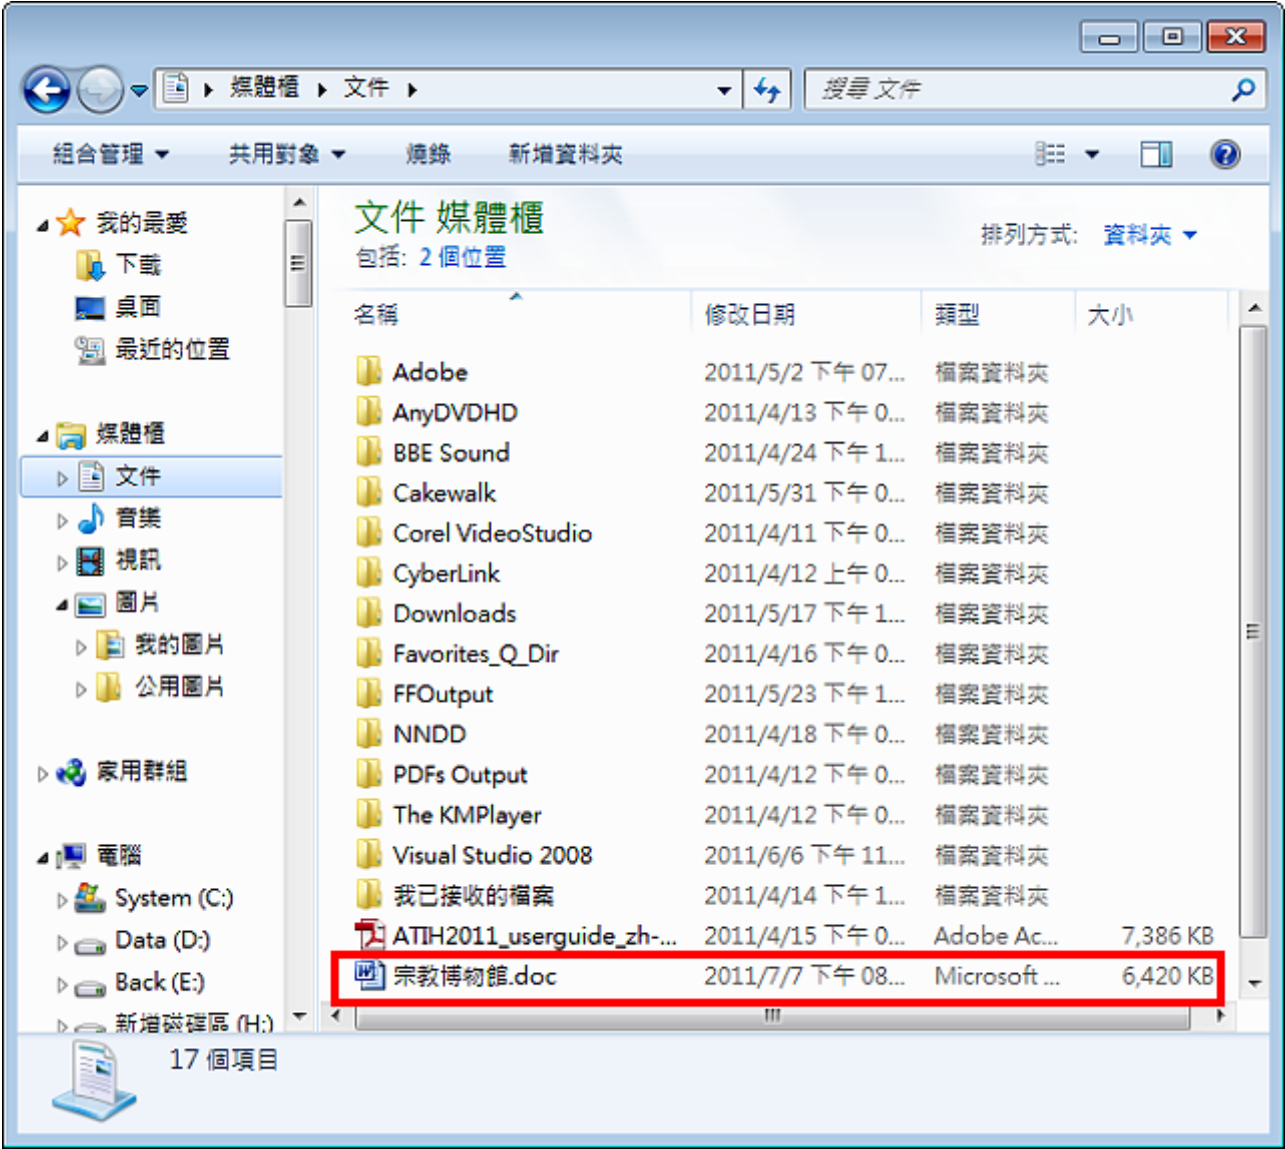 媒體櫃 文件
搜尋 文件
組合管理 共用對象 燒錄 新增資料夾
我的最愛
下載
桌面
最近的位置
媒體櫃
文件
音樂
視訊
圖片
我的圖片
公用圖片
家用群組
電腦
System (C:)
Data (D:)
Back (E:)
新增磁碟區 (H:)
文件 媒體櫃
包括: 2 個位置
排列方式: 資料夾
名稱 修改日期 類型 大小
Adobe 2011/5/2 下午 07... 檔案資料夾
AnyDVDHD 2011/4/13 下午 0... 檔案資料夾
BBE Sound 2011/4/24 下午 1... 檔案資料夾
Cakewalk 2011/5/31 下午 0... 檔案資料夾
Corel VideoStudio 2011/4/11 下午 0... 檔案資料夾
CyberLink 2011/4/12 上午 0... 檔案資料夾
Downloads 2011/5/17 下午 1... 檔案資料夾
Favorites_Q_Dir 2011/4/16 下午 0... 檔案資料夾
FFOutput 2011/5/23 下午 1... 檔案資料夾
NNDD 2011/4/18 下午 0... 檔案資料夾
PDFs Output 2011/4/12 下午 0... 檔案資料夾
The KMPlayer 2011/4/12 下午 0... 檔案資料夾
Visual Studio 2008 2011/6/6 下午 11... 檔案資料夾
我已接收的檔案 2011/4/14 下午 1... 檔案資料夾
ATIH2011_userguide_zh-... 2011/4/15 下午 0... Adobe Ac... 7,386 KB
宗教博物館.doc 2011/7/7 下午 08... Microsoft ... 6,420 KB
17 個項目